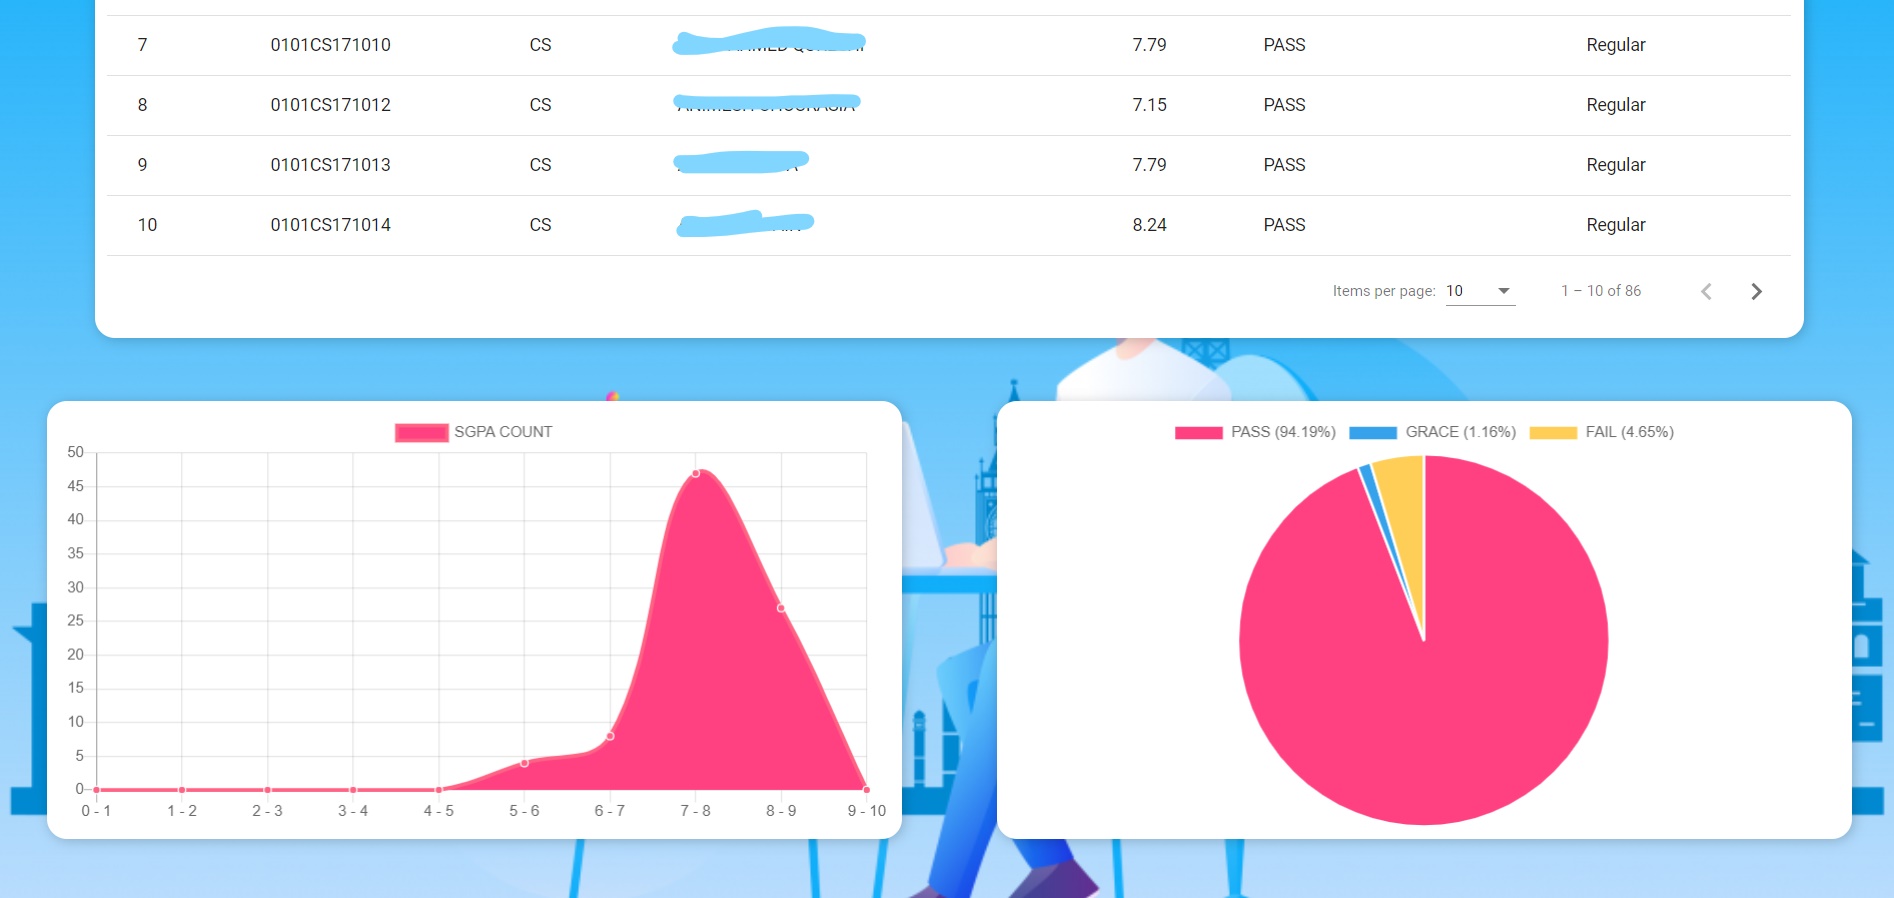 7 0101CS171010 CS 7.79 PASS Regular
8 0101CS171012 CS 7.15 PASS Regular
9 0101CS171013 CS 7.79 PASS Regular
10 0101CS171014 CS 8.24 PASS Regular
Items per page: 10 1 – 10 of 86
SGPA COUNT
50
45
40
35
30
25
20
15
10
5
0
0 - 1 1 - 2 2 - 3 3 - 4 4 - 5 5 - 6 6 - 7 7 - 8 8 - 9 9 - 10
PASS (94.19%) GRACE (1.16%) FAIL (4.65%)